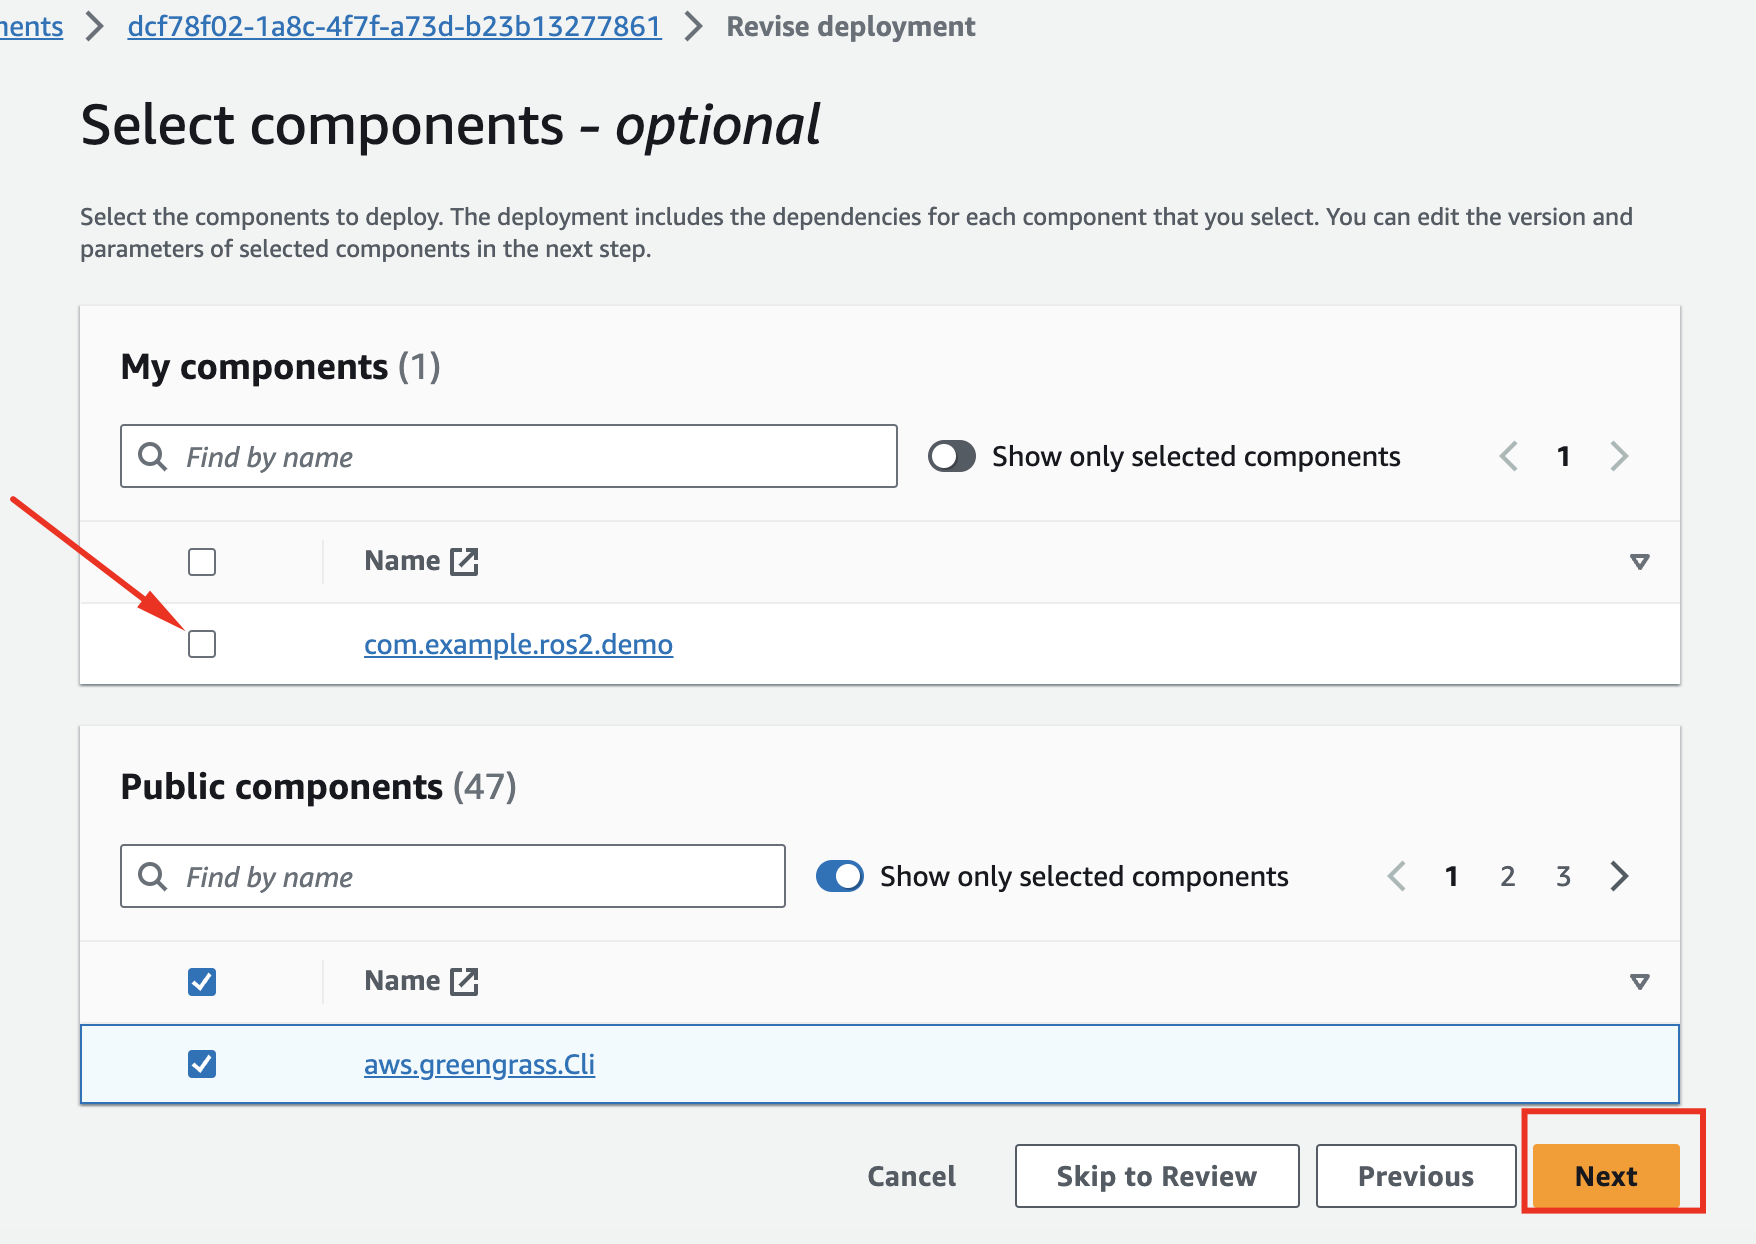 nents > dcf78f02-1a8c-4f7f-a73d-b23b13277861 > Revise deployment
Select components - optional
Select the components to deploy. The deployment includes the dependencies for each component that you select. You can edit the version and
parameters of selected components in the next step.
My components (1)
Find by name
Show only selected components
1
Name
com.example.ros2.demo
Public components (47)
Find by name
Show only selected components
1 2 3
Name
aws.greengrass.Cli
Cancel
Skip to Review
Previous
Next